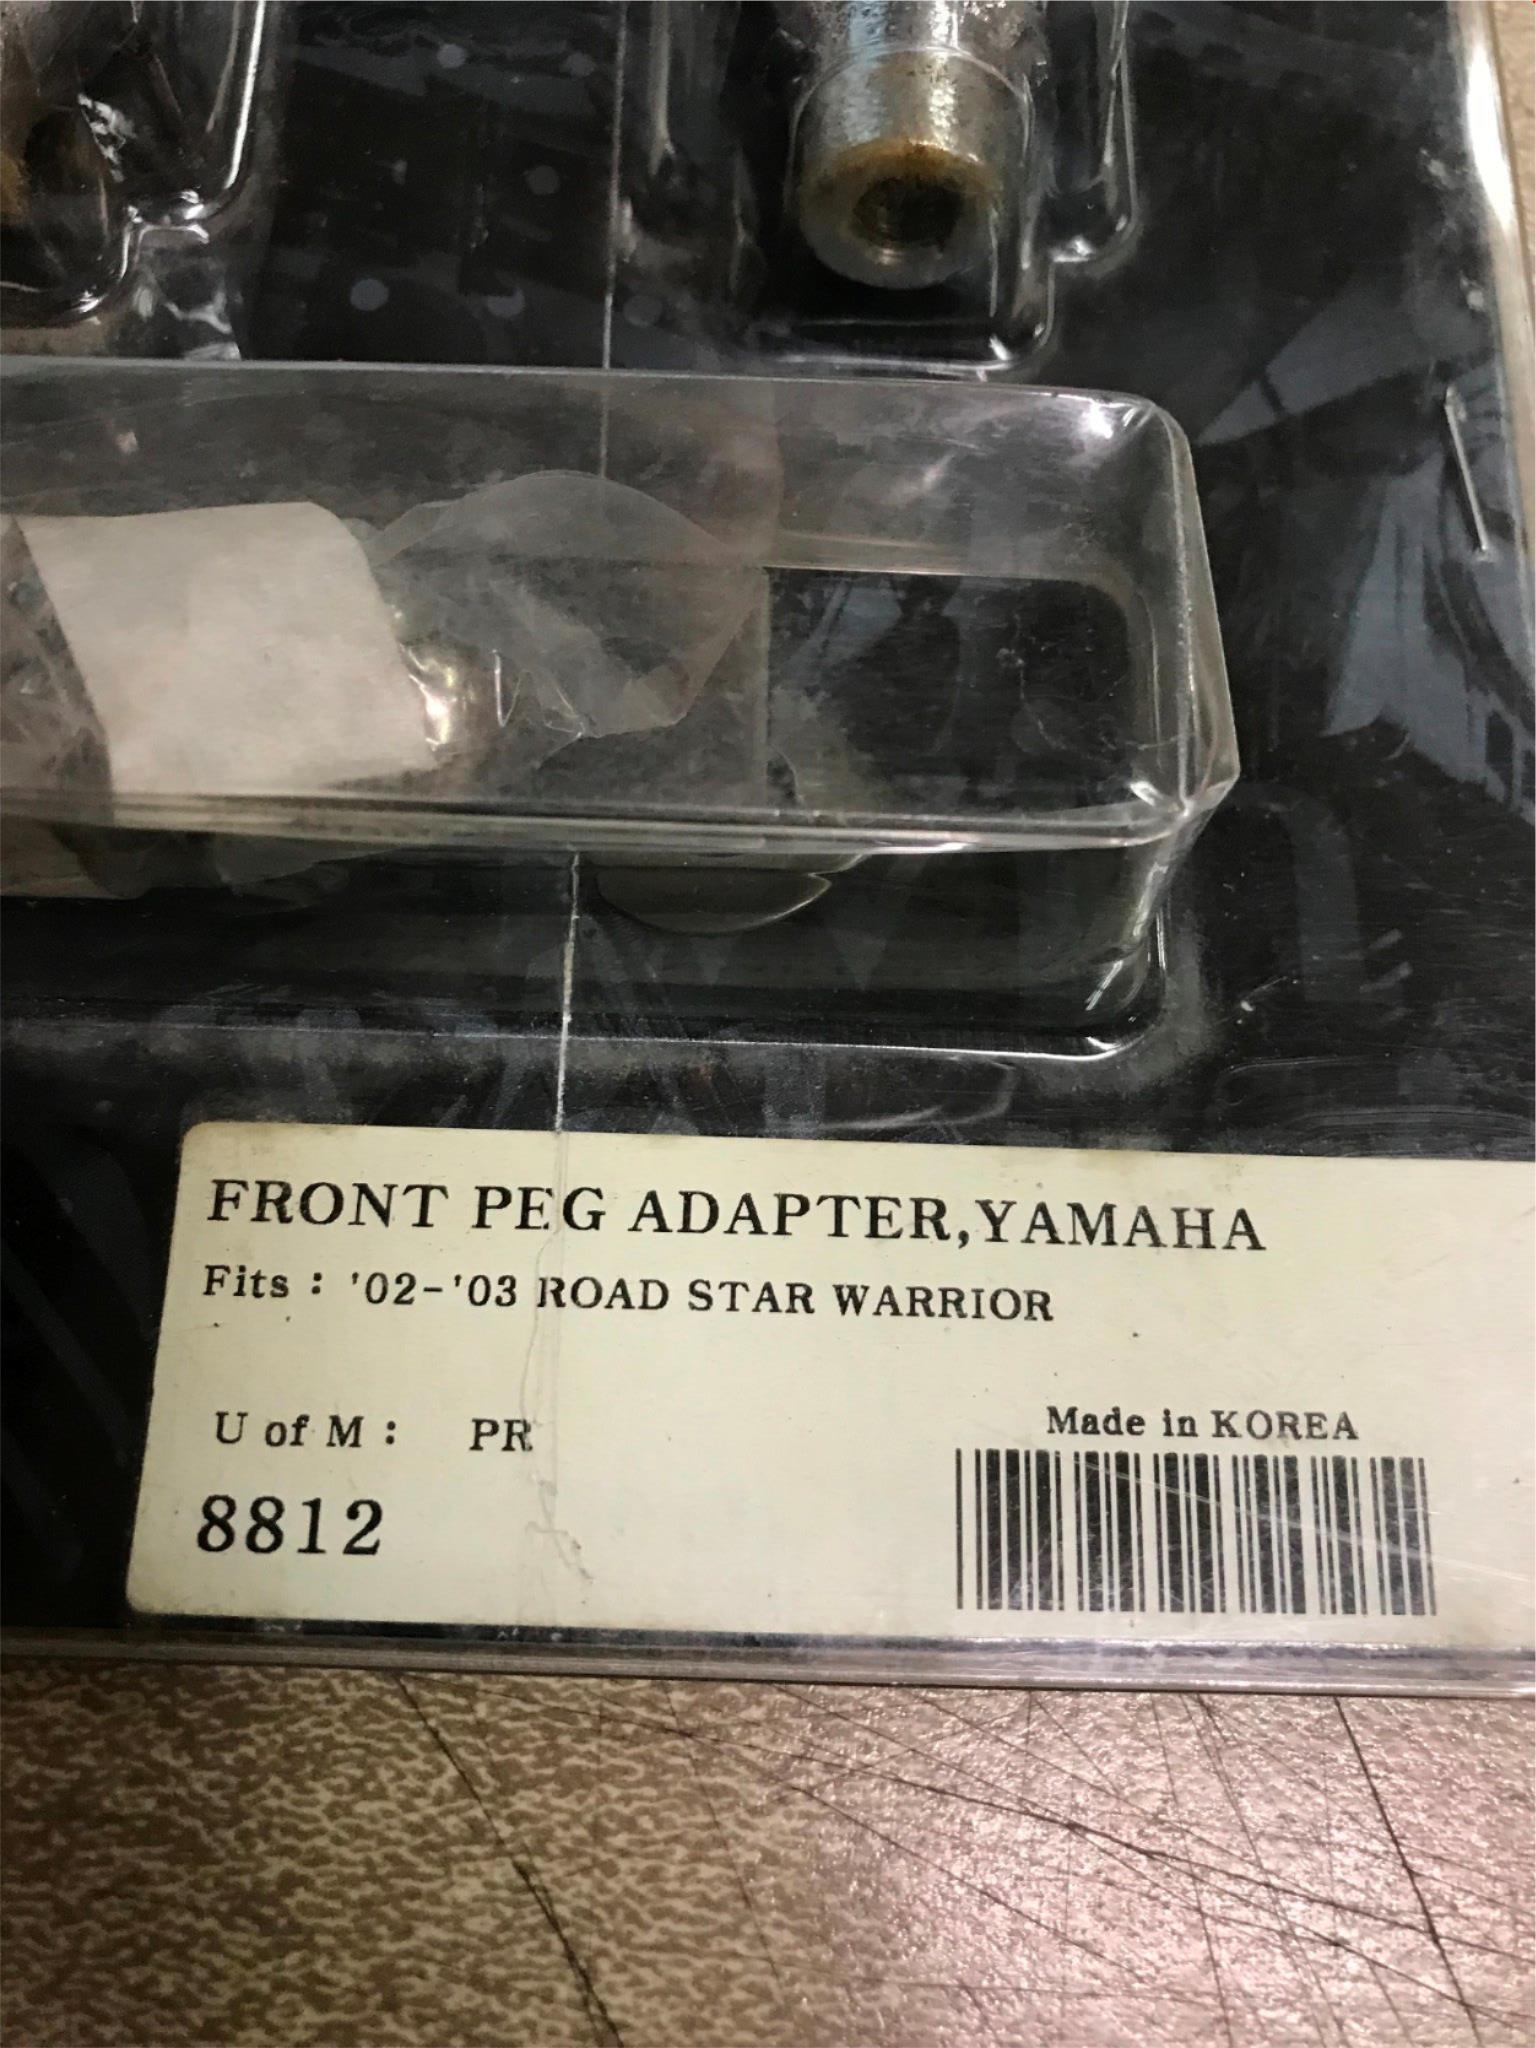 FRONT PEG ADAPTER,YAMAHA
Fits : '02-'03 ROAD STAR WARRIOR
U of M : PR
Made in KOREA
8812